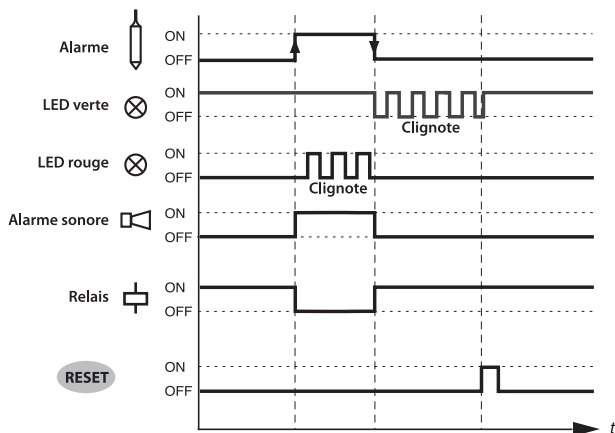 Alarme
ON
OFF
LED verte
ON
OFF
Clignote
LED rouge
ON
OFF
Clignote
Alarme sonore
ON
OFF
Relais
ON
OFF
RESET
ON
OFF
t